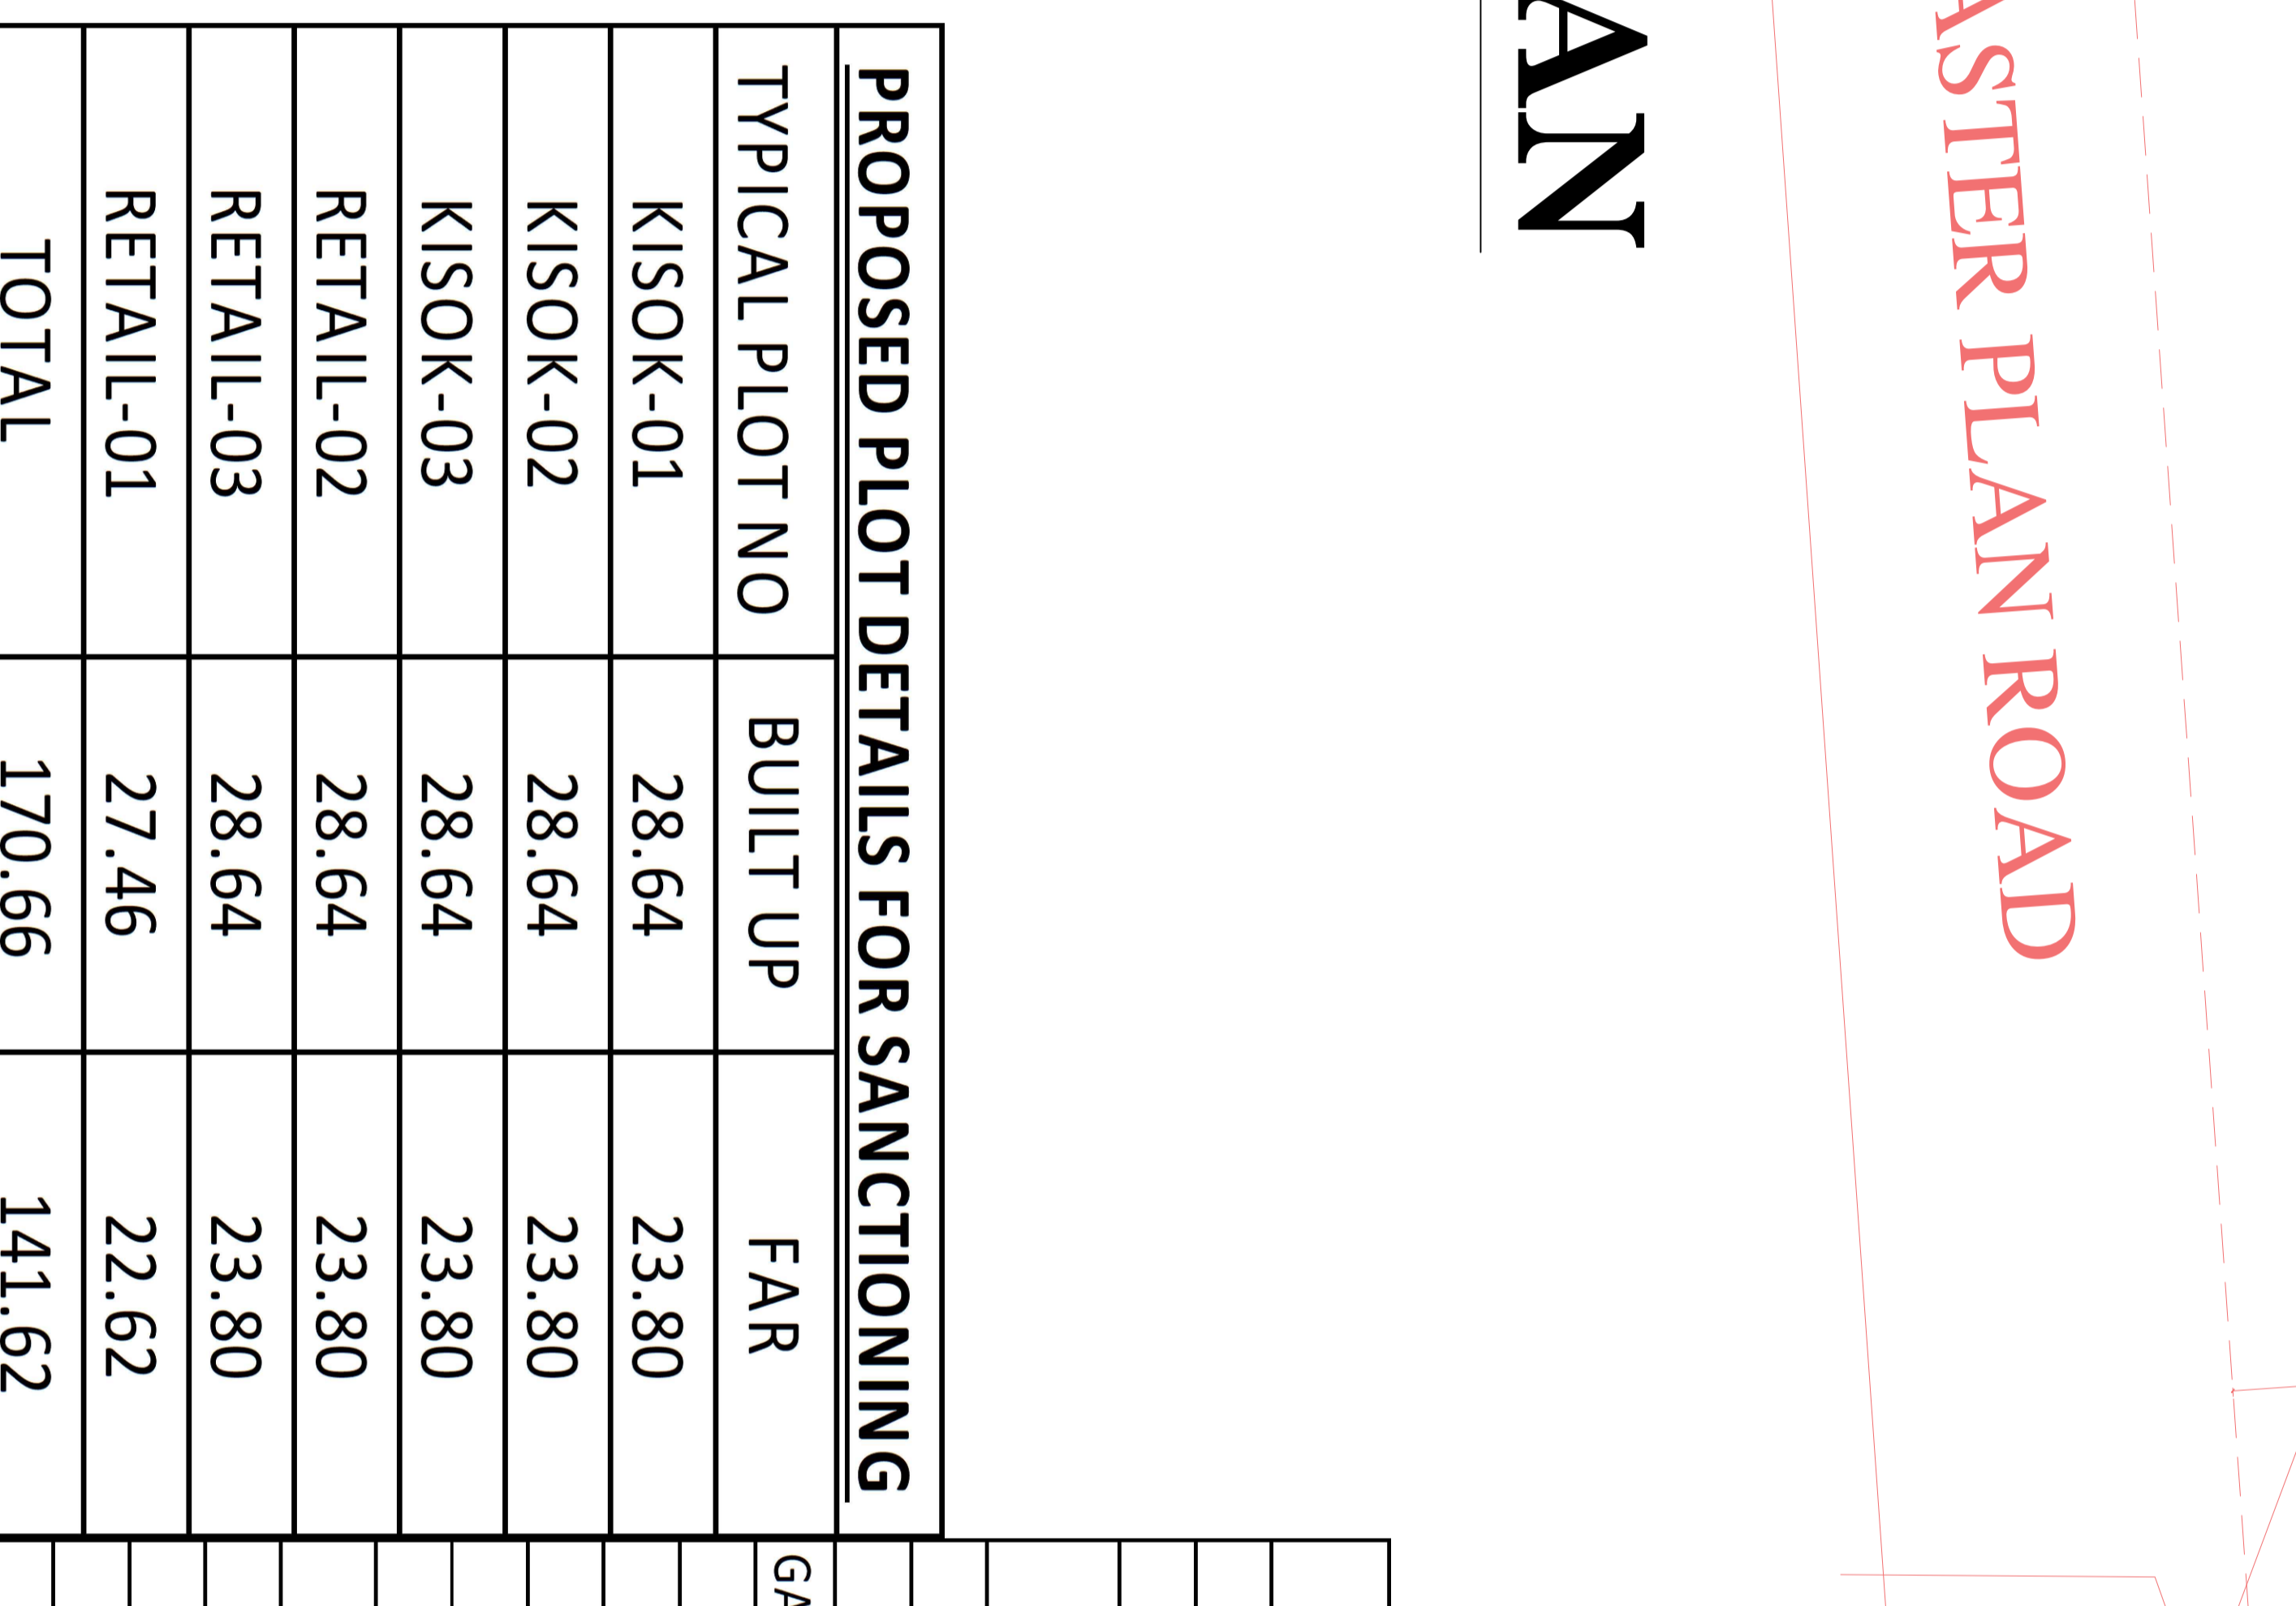 ASTER PLAN ROAD
AN
PROPOSED PLOT DETAILS FOR SANCTIONING
TYPICAL PLOT NO BUILT UP FAR
KISOK-01 28.64 23.80
KISOK-02 28.64 23.80
KISOK-03 28.64 23.80
RETAIL-02 28.64 23.80
RETAIL-03 28.64 23.80
RETAIL-01 27.46 22.62
TOTAL 170.66 141.62
GA